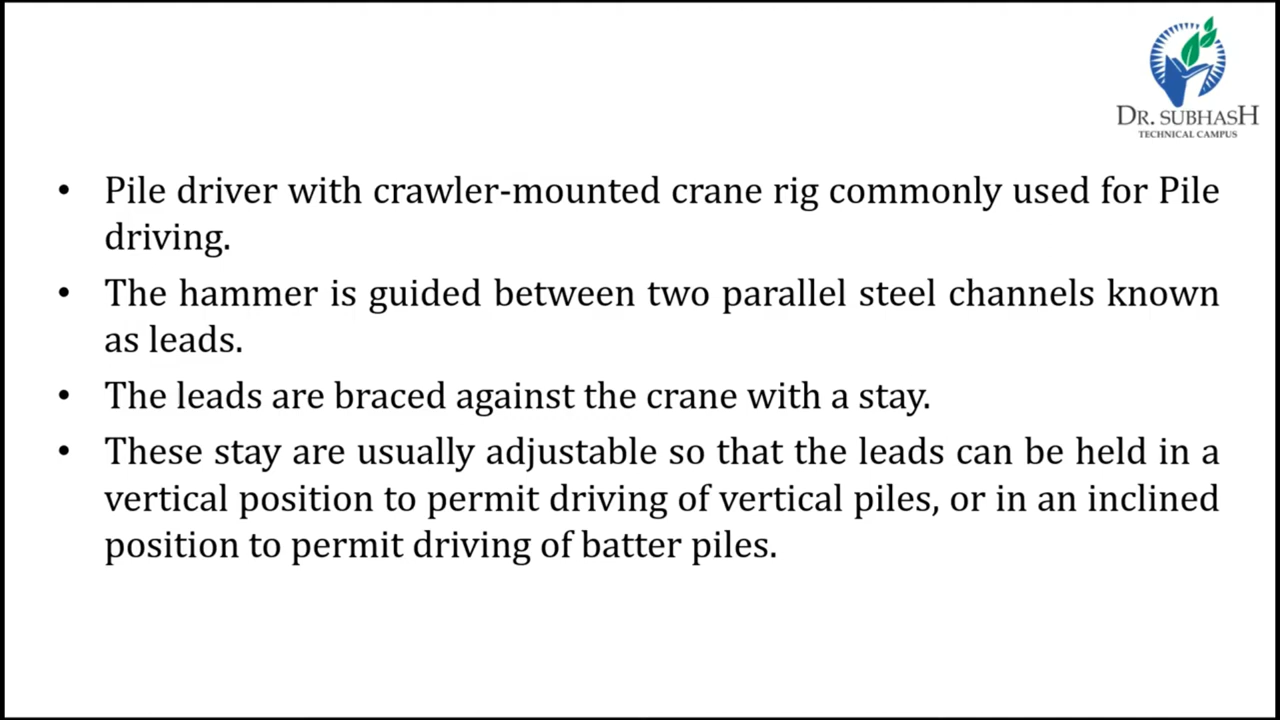 DR. SUBHASH
TECHNICAL CAMPUS
• Pile driver with crawler-mounted crane rig commonly used for Pile
driving.
• The hammer is guided between two parallel steel channels known
as leads.
• The leads are braced against the crane with a stay.
• These stay are usually adjustable so that the leads can be held in a
vertical position to permit driving of vertical piles, or in an inclined
position to permit driving of batter piles.